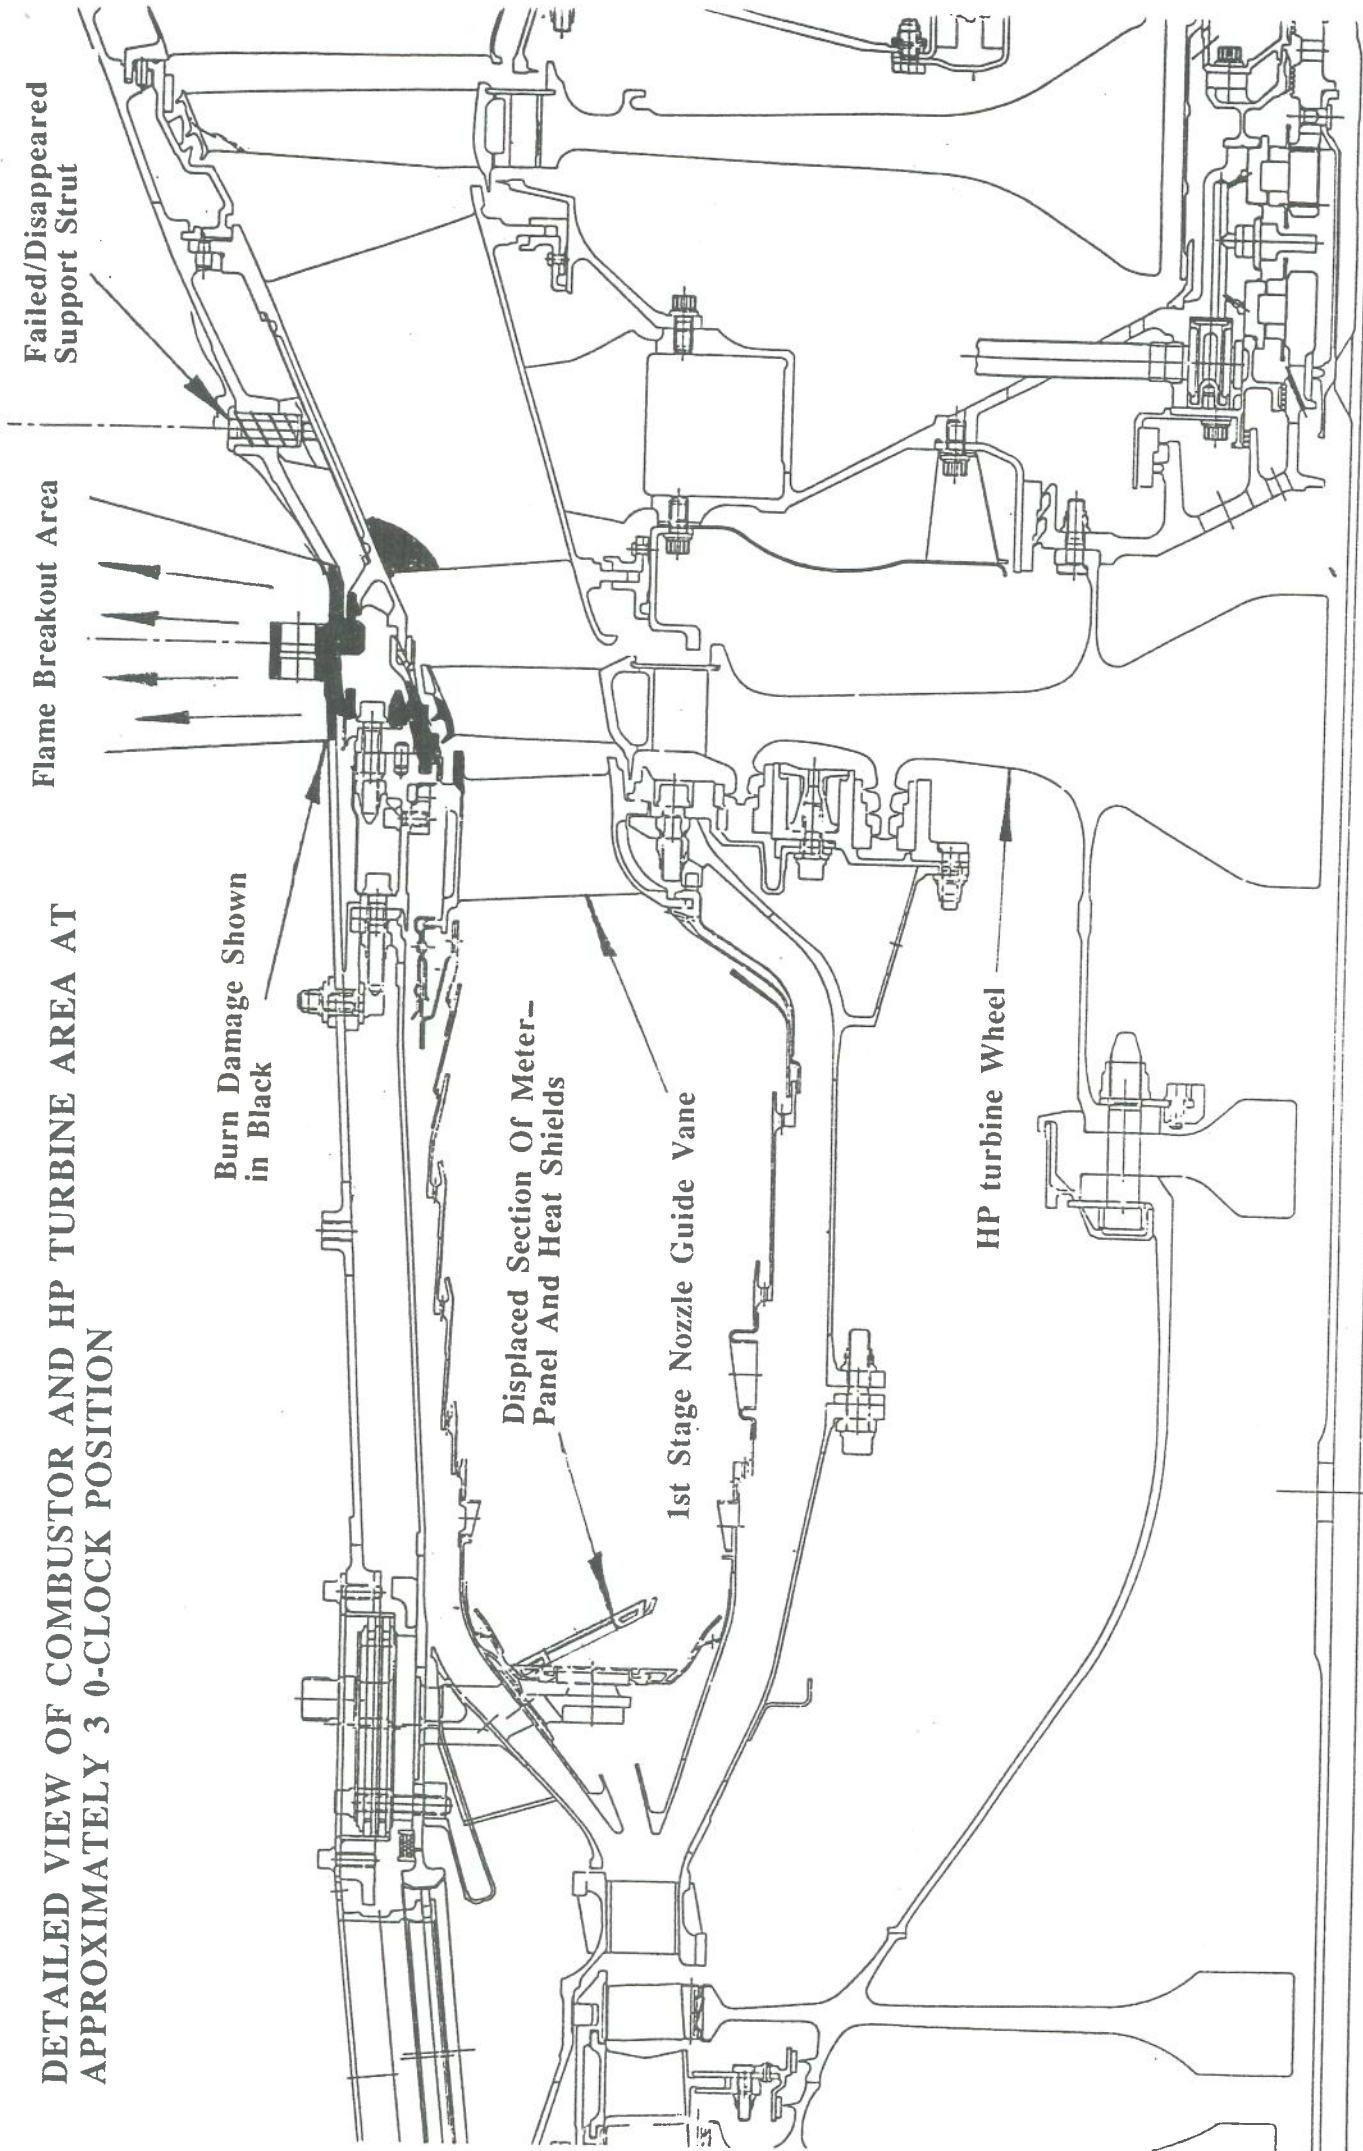 DETAILED VIEW OF COMBUSTOR AND HP TURBINE AREA AT
APPROXIMATELY 3 0-CLOCK POSITION
Flame Breakout Area
Failed/Disappeared
Support Strut
Burn Damage Shown
in Black
Displaced Section Of Meter-
Panel And Heat Shields
1st Stage Nozzle Guide Vane
HP turbine Wheel